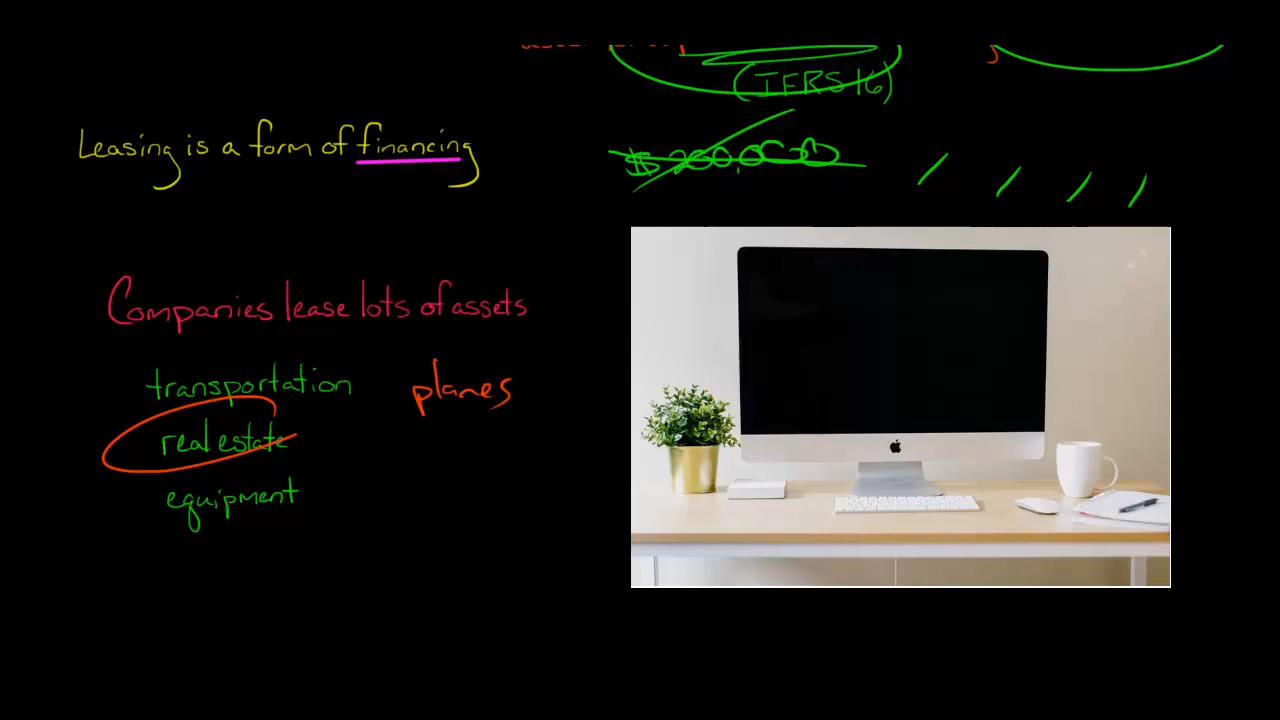 (IFRS 16)
Leasing is a form of financing
Companies lease lots of assets
transportation planes
real estate
equipment